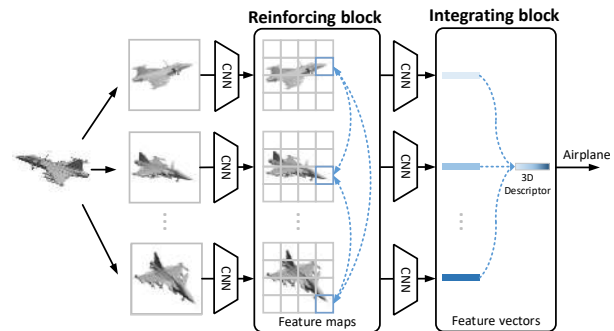 Reinforcing block
Integrating block
CNN
CNN
CNN
CNN
CNN
CNN
Airplane
3D
Descriptor
Feature maps
Feature vectors